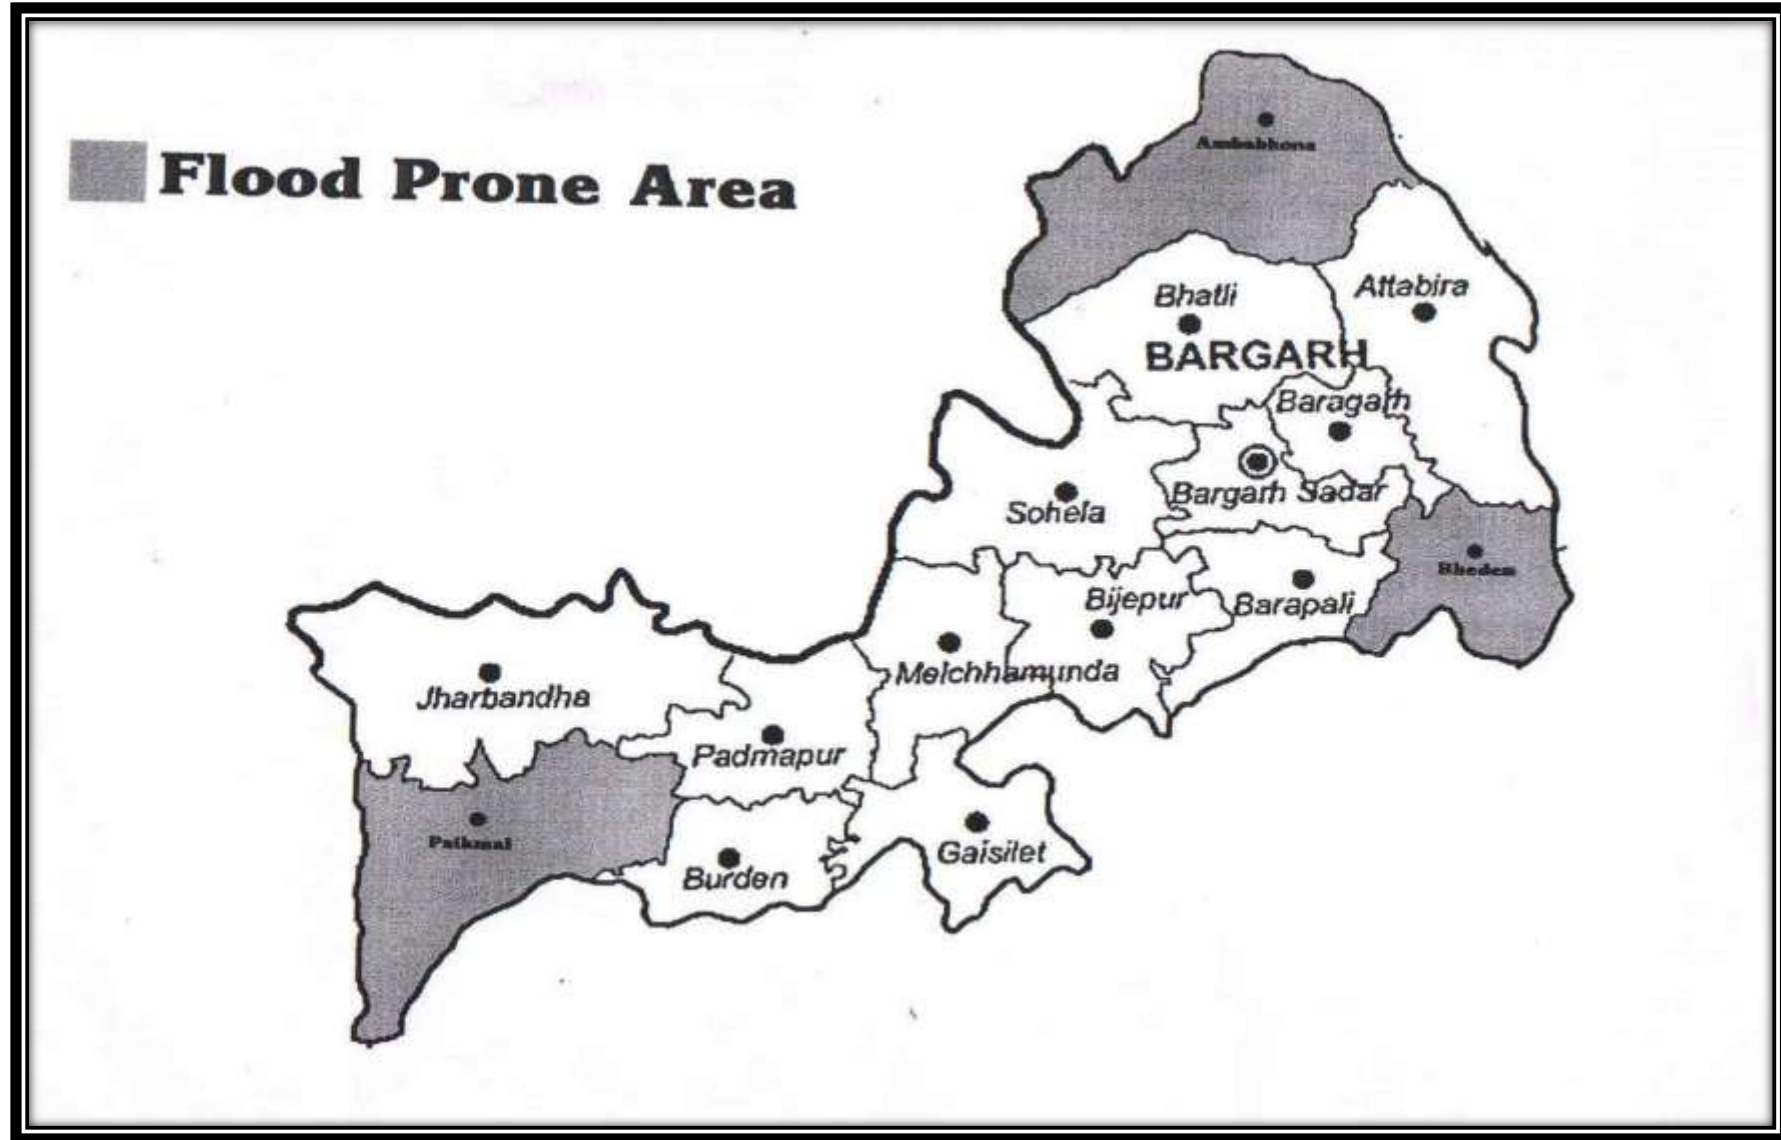 Flood Prone Area
Ambabhona
Bhatli
Attabira
BARGARH
Baragarh
Sohela
Bargarh Sadar
Bheden
Bijepur
Barapali
Melchhamunda
Jharbandha
Padmapur
Paikmal
Burden
Gaisilet